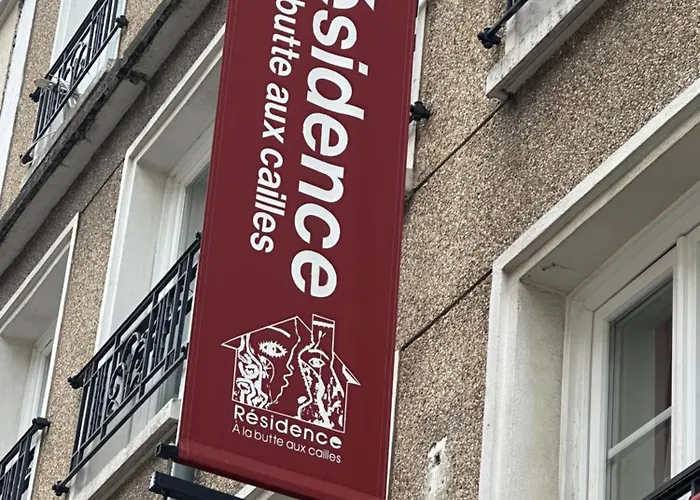 ésidence
butte aux cailles
Résidence
À la butte aux cailles